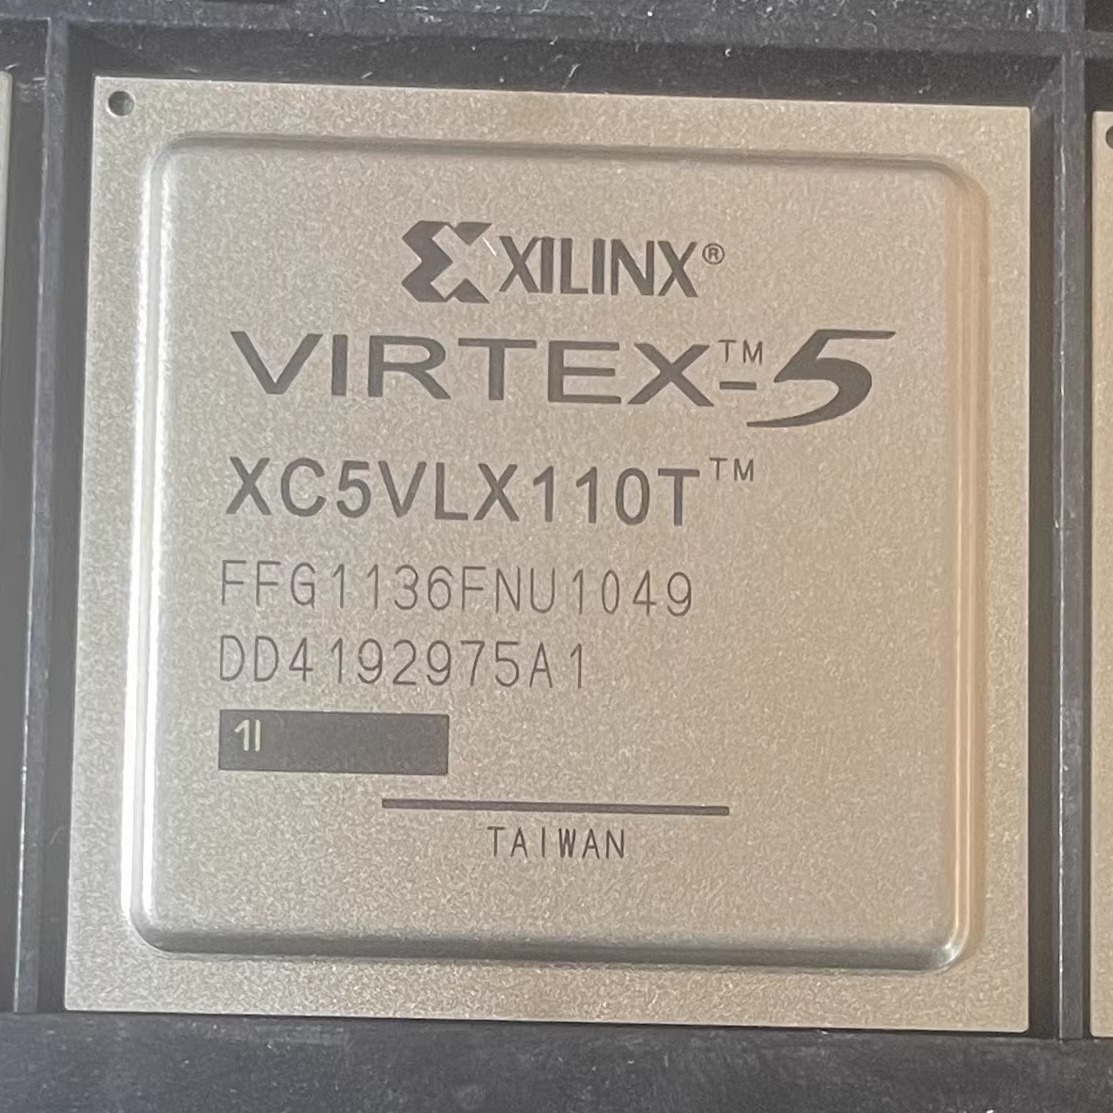 XILINX®
VIRTEX™-5
XC5VLX110T™
FFG1136FNU1049
DD4192975A1
1I
TAIWAN